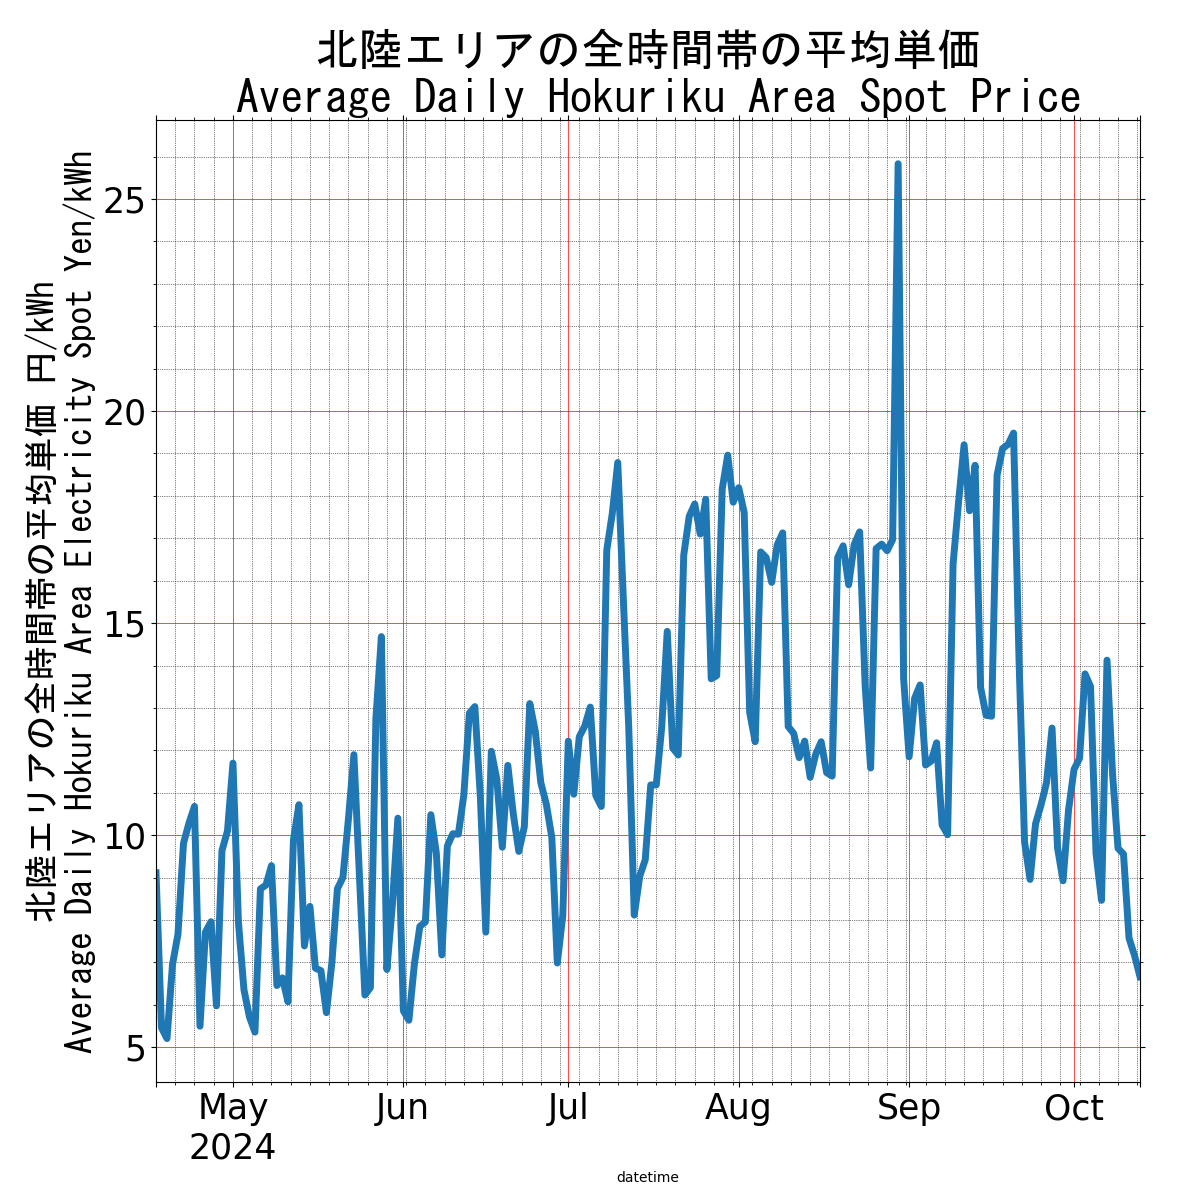 北陸エリアの全時間帯の平均単価
Average Daily Hokuriku Area Spot Price
北陸エリアの全時間帯の平均単価 円/kWh
Average Daily Hokuriku Area Electricity Spot Yen/kWh
25
20
15
10
5
May Jun Jul Aug Sep Oct
2024
datetime